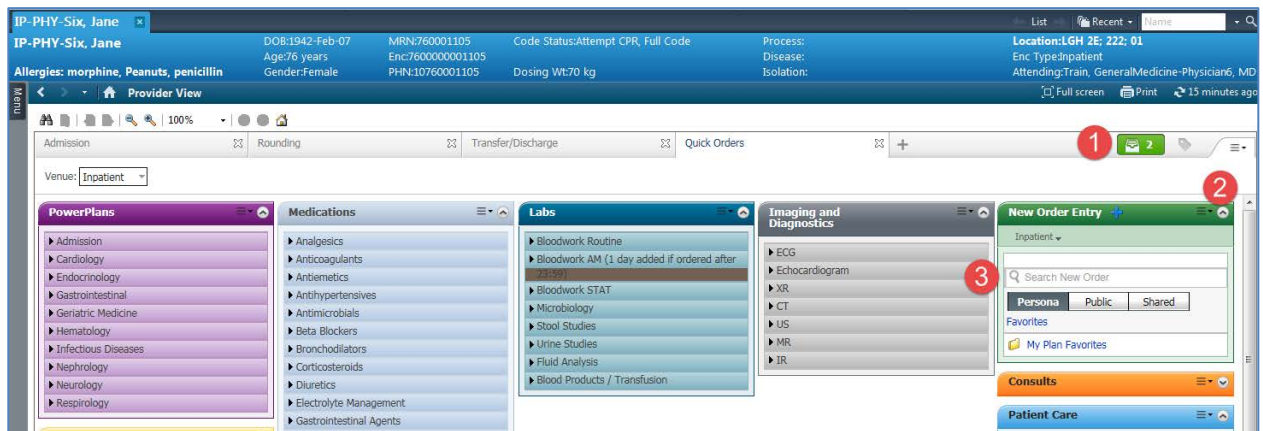 IP-PHY-Six, Jane
List Recent Name
IP-PHY-Six, Jane DOB:1942-Feb-07 MRN:760001105 Code Status:Attempt CPR, Full Code Process: Location:LGH 2E; 222; 01
Age:76 years Enc:7600000001105 Disease: Enc Type:Inpatient
Allergies: morphine, Peanuts, penicillin Gender:Female PHN:10760001105 Dosing Wt:70 kg Isolation: Attending:Train, GeneralMedicine-Physician6, MD
Menu
Provider View Full screen Print 15 minutes ago
100%
Admission Rounding Transfer/Discharge Quick Orders + 1 2
Venue: Inpatient
2
PowerPlans
Admission
Cardiology
Endocrinology
Gastrointestinal
Geriatric Medicine
Hematology
Infectious Diseases
Nephrology
Neurology
Respirology
Medications
Analgesics
Anticoagulants
Antiemetics
Antihypertensives
Antimicrobials
Beta Blockers
Bronchodilators
Corticosteroids
Diuretics
Electrolyte Management
Gastrointestinal Agents
Labs
Bloodwork Routine
Bloodwork AM (1 day added if ordered after
23:59)
Bloodwork STAT
Microbiology
Stool Studies
Urine Studies
Fluid Analysis
Blood Products / Transfusion
Imaging and
Diagnostics
ECG
Echocardiogram
XR
CT
US
MR
IR
New Order Entry
Inpatient
3
Search New Order
Persona Public Shared
Favorites
My Plan Favorites
Consults
Patient Care